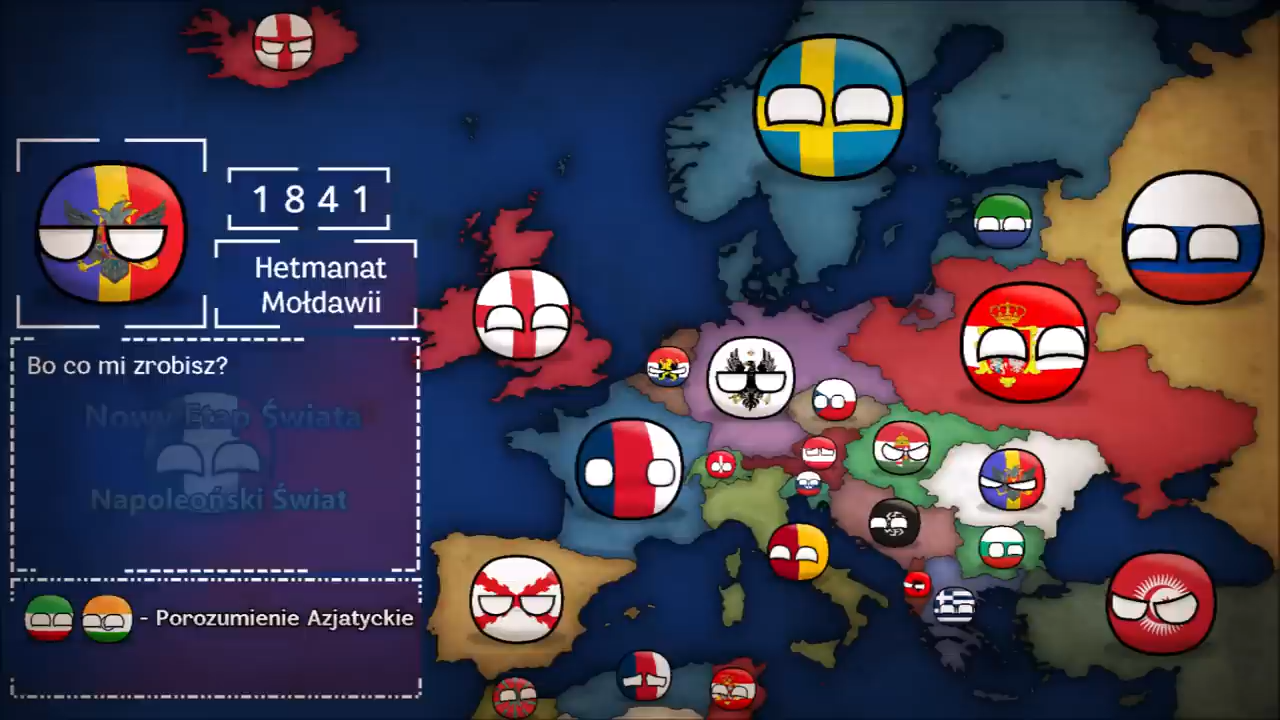 1841
Hetmanat
Mołdawii
Bo co mi zrobisz?
Nowy Etap Świata
Napoleoński Świat
- Porozumienie Azjatyckie